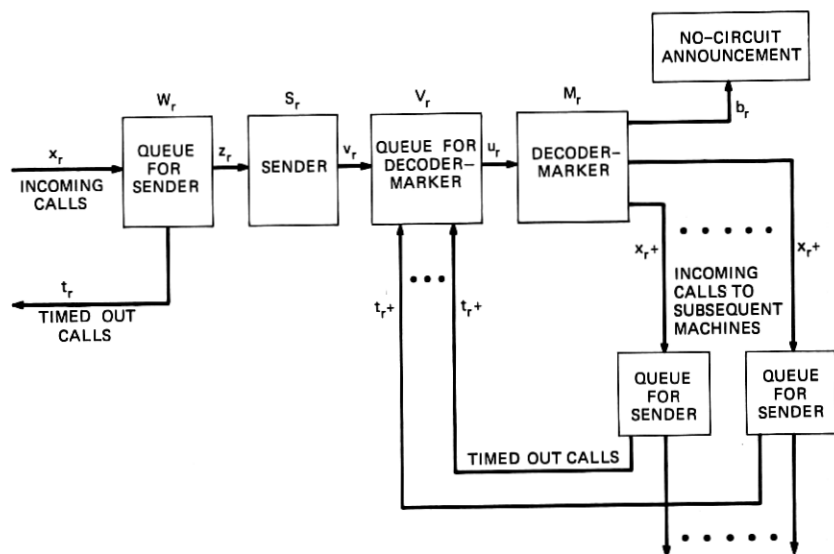 NO-CIRCUIT
ANNOUNCEMENT
W_r
S_r
V_r
M_r
b_r
x_r
INCOMING
CALLS
QUEUE
FOR
SENDER
z_r
SENDER
v_r
QUEUE FOR
DECODER-
MARKER
u_r
DECODER-
MARKER
t_r
TIMED OUT
CALLS
t_r+
t_r+
x_r+
x_r+
INCOMING
CALLS TO
SUBSEQUENT
MACHINES
QUEUE
FOR
SENDER
QUEUE
FOR
SENDER
TIMED OUT CALLS